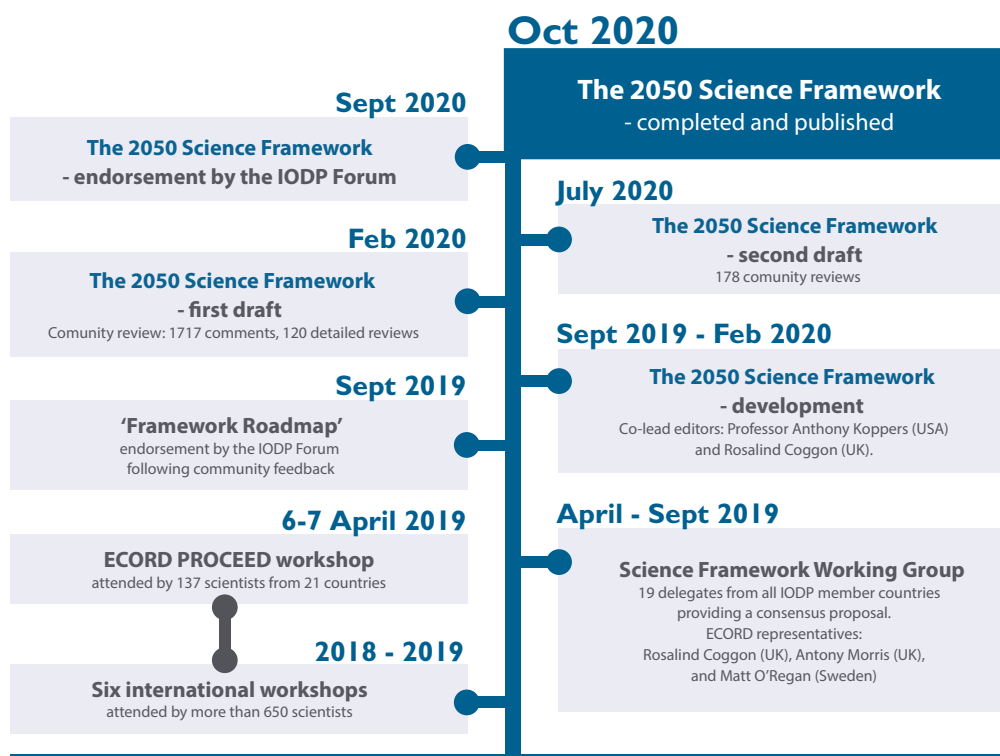 Oct 2020
The 2050 Science Framework
- completed and published
Sept 2020
The 2050 Science Framework
- endorsement by the IODP Forum
July 2020
The 2050 Science Framework
- second draft
178 comunity reviews
Feb 2020
The 2050 Science Framework
- first draft
Comunity review: 1717 comments, 120 detailed reviews
Sept 2019 - Feb 2020
The 2050 Science Framework
- development
Co-lead editors: Professor Anthony Koppers (USA)
and Rosalind Coggon (UK).
Sept 2019
‘Framework Roadmap’
endorsement by the IODP Forum
following community feedback
April - Sept 2019
Science Framework Working Group
19 delegates from all IODP member countries
providing a consensus proposal.
ECORD representatives:
Rosalind Coggon (UK), Antony Morris (UK),
and Matt O’Regan (Sweden)
6-7 April 2019
ECORD PROCEED workshop
attended by 137 scientists from 21 countries
2018 - 2019
Six international workshops
attended by more than 650 scientists